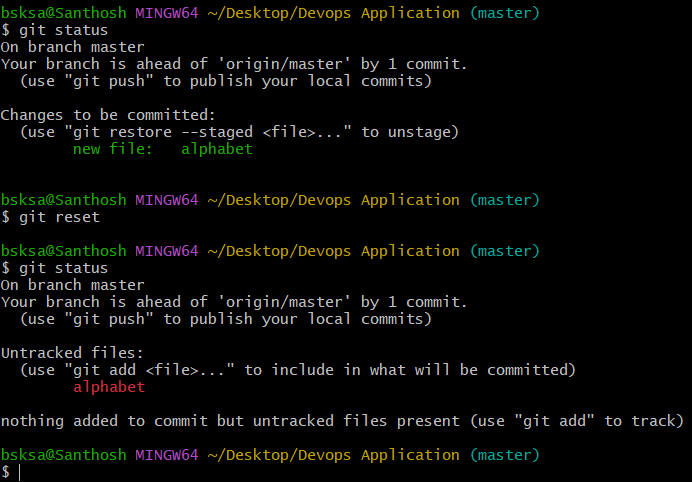 bsksa@Santhosh MINGW64 ~/Desktop/Devops Application (master)
$ git status
On branch master
Your branch is ahead of 'origin/master' by 1 commit.
  (use "git push" to publish your local commits)

Changes to be committed:
  (use "git restore --staged <file>..." to unstage)
        new file:   alphabet

bsksa@Santhosh MINGW64 ~/Desktop/Devops Application (master)
$ git reset

bsksa@Santhosh MINGW64 ~/Desktop/Devops Application (master)
$ git status
On branch master
Your branch is ahead of 'origin/master' by 1 commit.
  (use "git push" to publish your local commits)

Untracked files:
  (use "git add <file>..." to include in what will be committed)
        alphabet

nothing added to commit but untracked files present (use "git add" to track)

bsksa@Santhosh MINGW64 ~/Desktop/Devops Application (master)
$